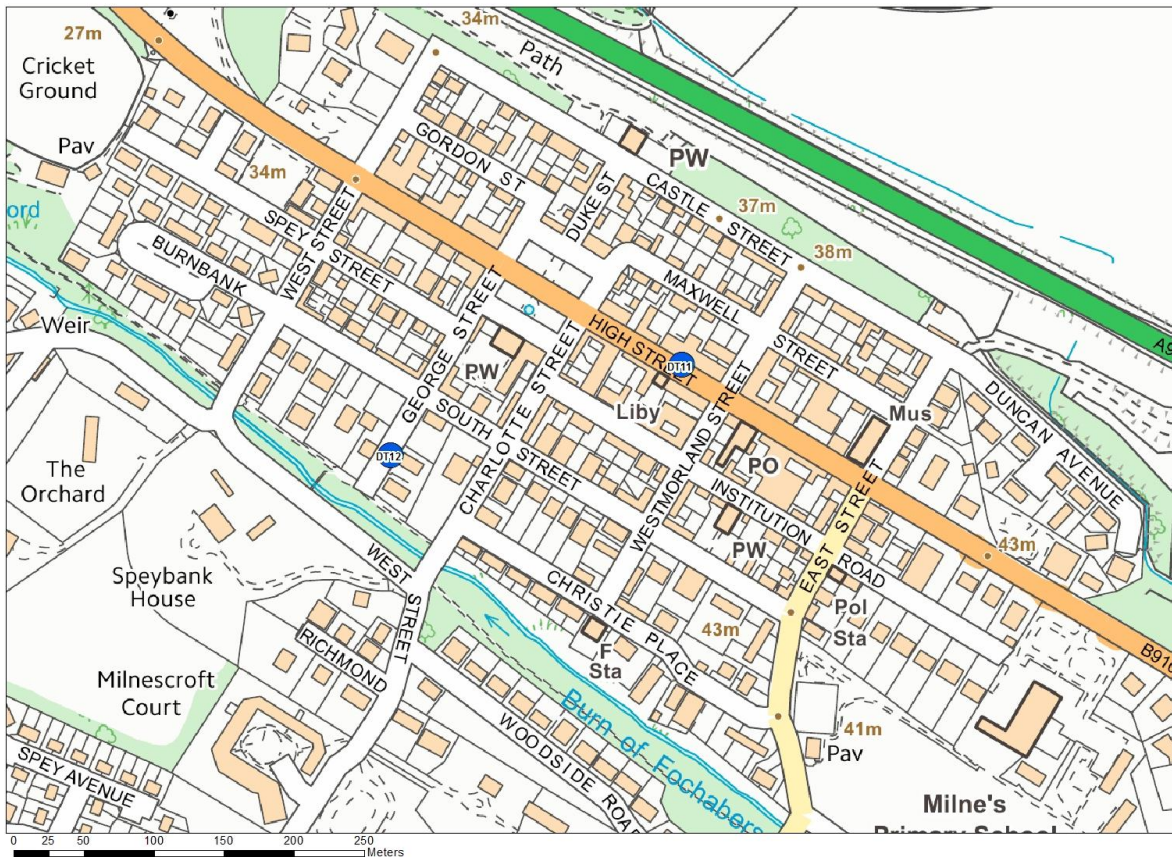 27m
Cricket
Ground
Pav
34m
Path
PW
34m
GORDON ST
DUKE ST
CASTLE STREET
37m
38m
ord
SPEY STREET
WEST STREET
BURNBANK
MAXWELL STREET
HIGH STREET
DT11
A9
Weir
GEORGE STREET
PW
CHARLOTTE STREET
SOUTH STREET
Liby
WESTMORLAND STREET
Mus
DUNCAN AVENUE
The
Orchard
DT12
PO
INSTITUTION ROAD
PW
EAST STREET
43m
Speybank
House
WEST STREET
CHRISTIE PLACE
F
Sta
43m
Pol
Sta
B91
RICHMOND
Milnescroft
Court
WOODSIDE ROAD
Burn of Fochabers
41m
Pav
SPEY AVENUE
Milne's
Primary School
0 25 50 100 150 200 250
Meters